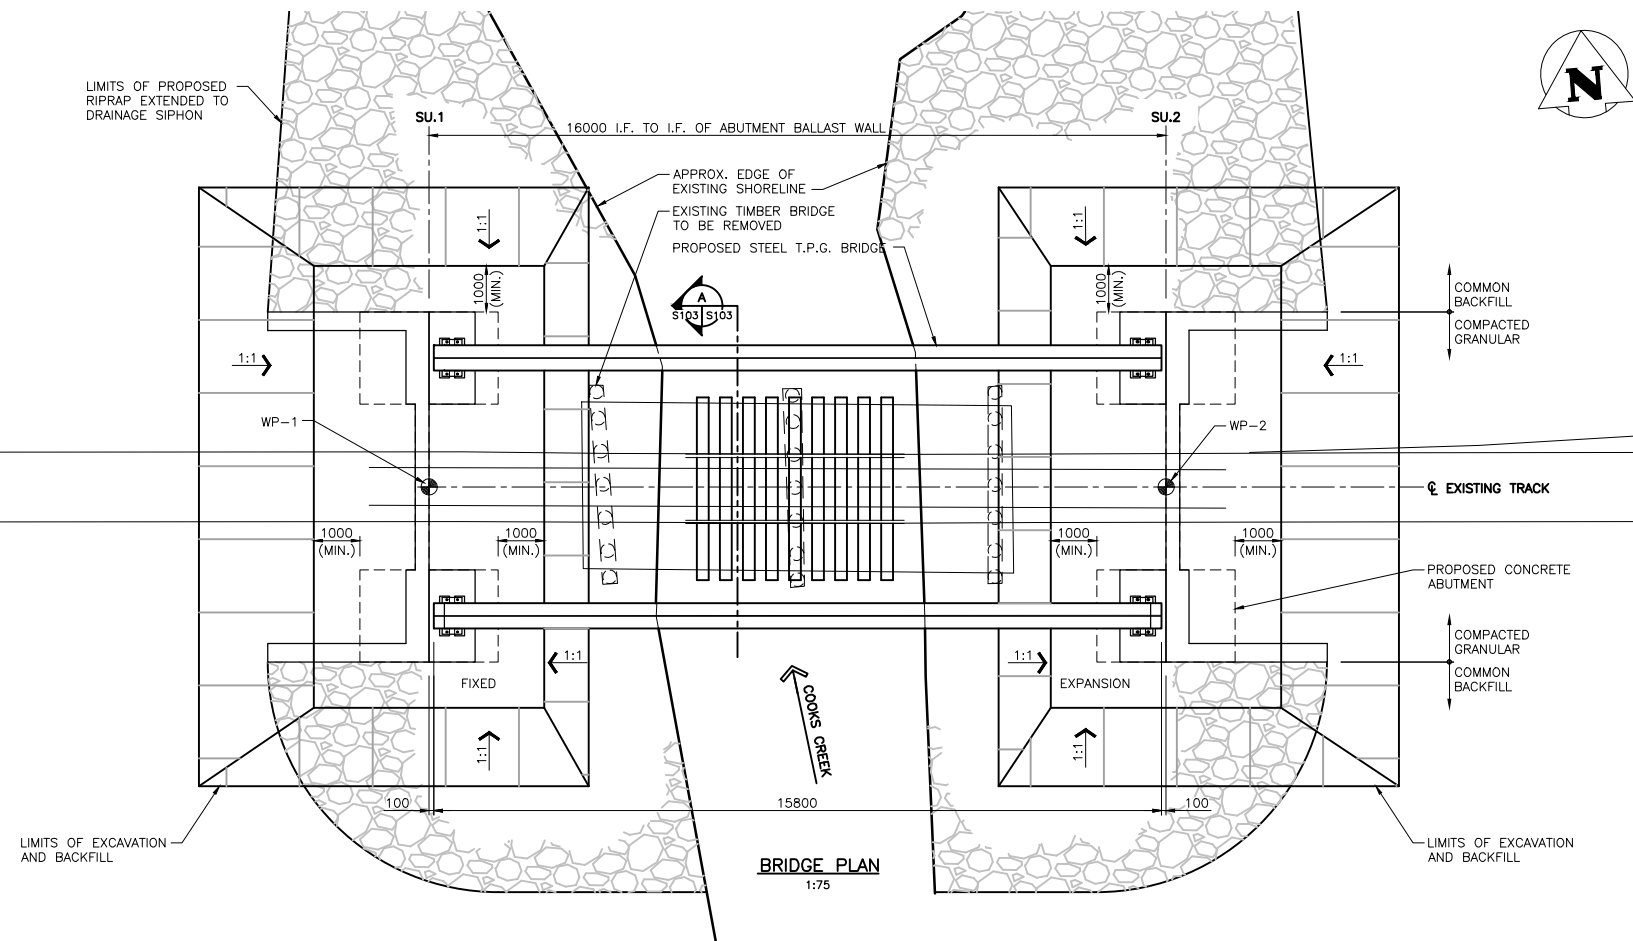 N
LIMITS OF PROPOSED
RIPRAP EXTENDED TO
DRAINAGE SIPHON
SU.1
SU.2
16000 I.F. TO I.F. OF ABUTMENT BALLAST WALL
APPROX. EDGE OF
EXISTING SHORELINE
EXISTING TIMBER BRIDGE
TO BE REMOVED
PROPOSED STEEL T.P.G. BRIDGE
1:1
1:1
1000
(MIN.)
1000
(MIN.)
A
S103 S103
COMMON
BACKFILL
COMPACTED
GRANULAR
1:1
1:1
WP-1
WP-2
℄ EXISTING TRACK
1000
(MIN.)
1000
(MIN.)
1000
(MIN.)
1000
(MIN.)
PROPOSED CONCRETE
ABUTMENT
COMPACTED
GRANULAR
COMMON
BACKFILL
1:1
1:1
FIXED
EXPANSION
COOKS CREEK
1:1
1:1
100
15800
100
LIMITS OF EXCAVATION
AND BACKFILL
LIMITS OF EXCAVATION
AND BACKFILL
BRIDGE PLAN
1:75